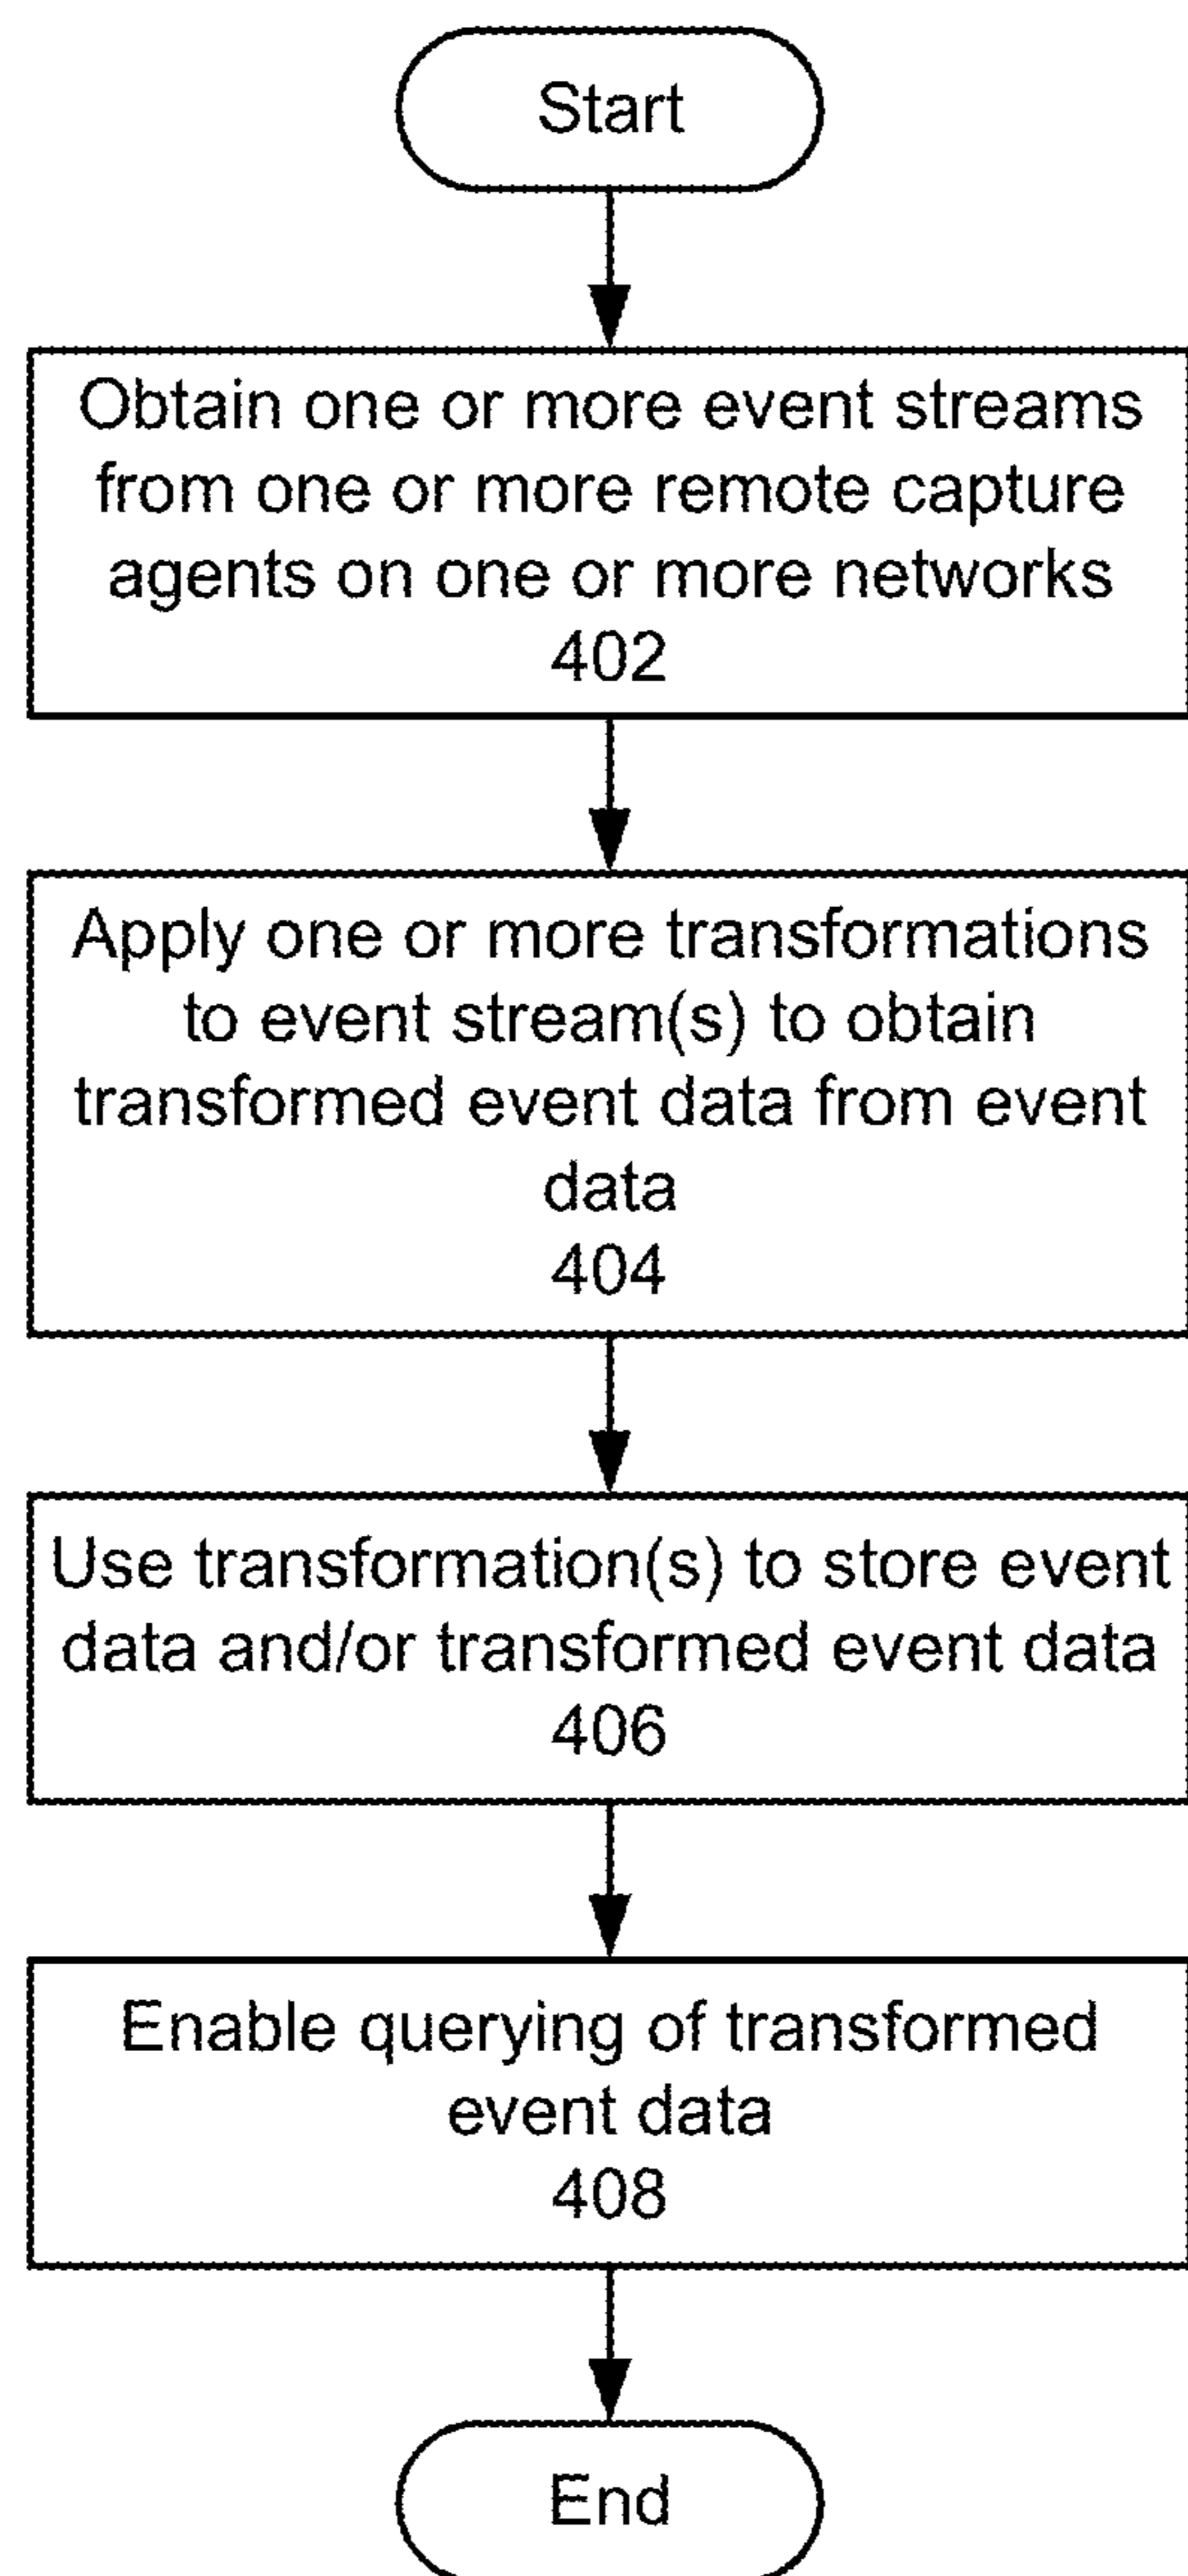 Start
Obtain one or more event streams
from one or more remote capture
agents on one or more networks
402
Apply one or more transformations
to event stream(s) to obtain
transformed event data from event
data
404
Use transformation(s) to store event
data and/or transformed event data
406
Enable querying of transformed
event data
408
End